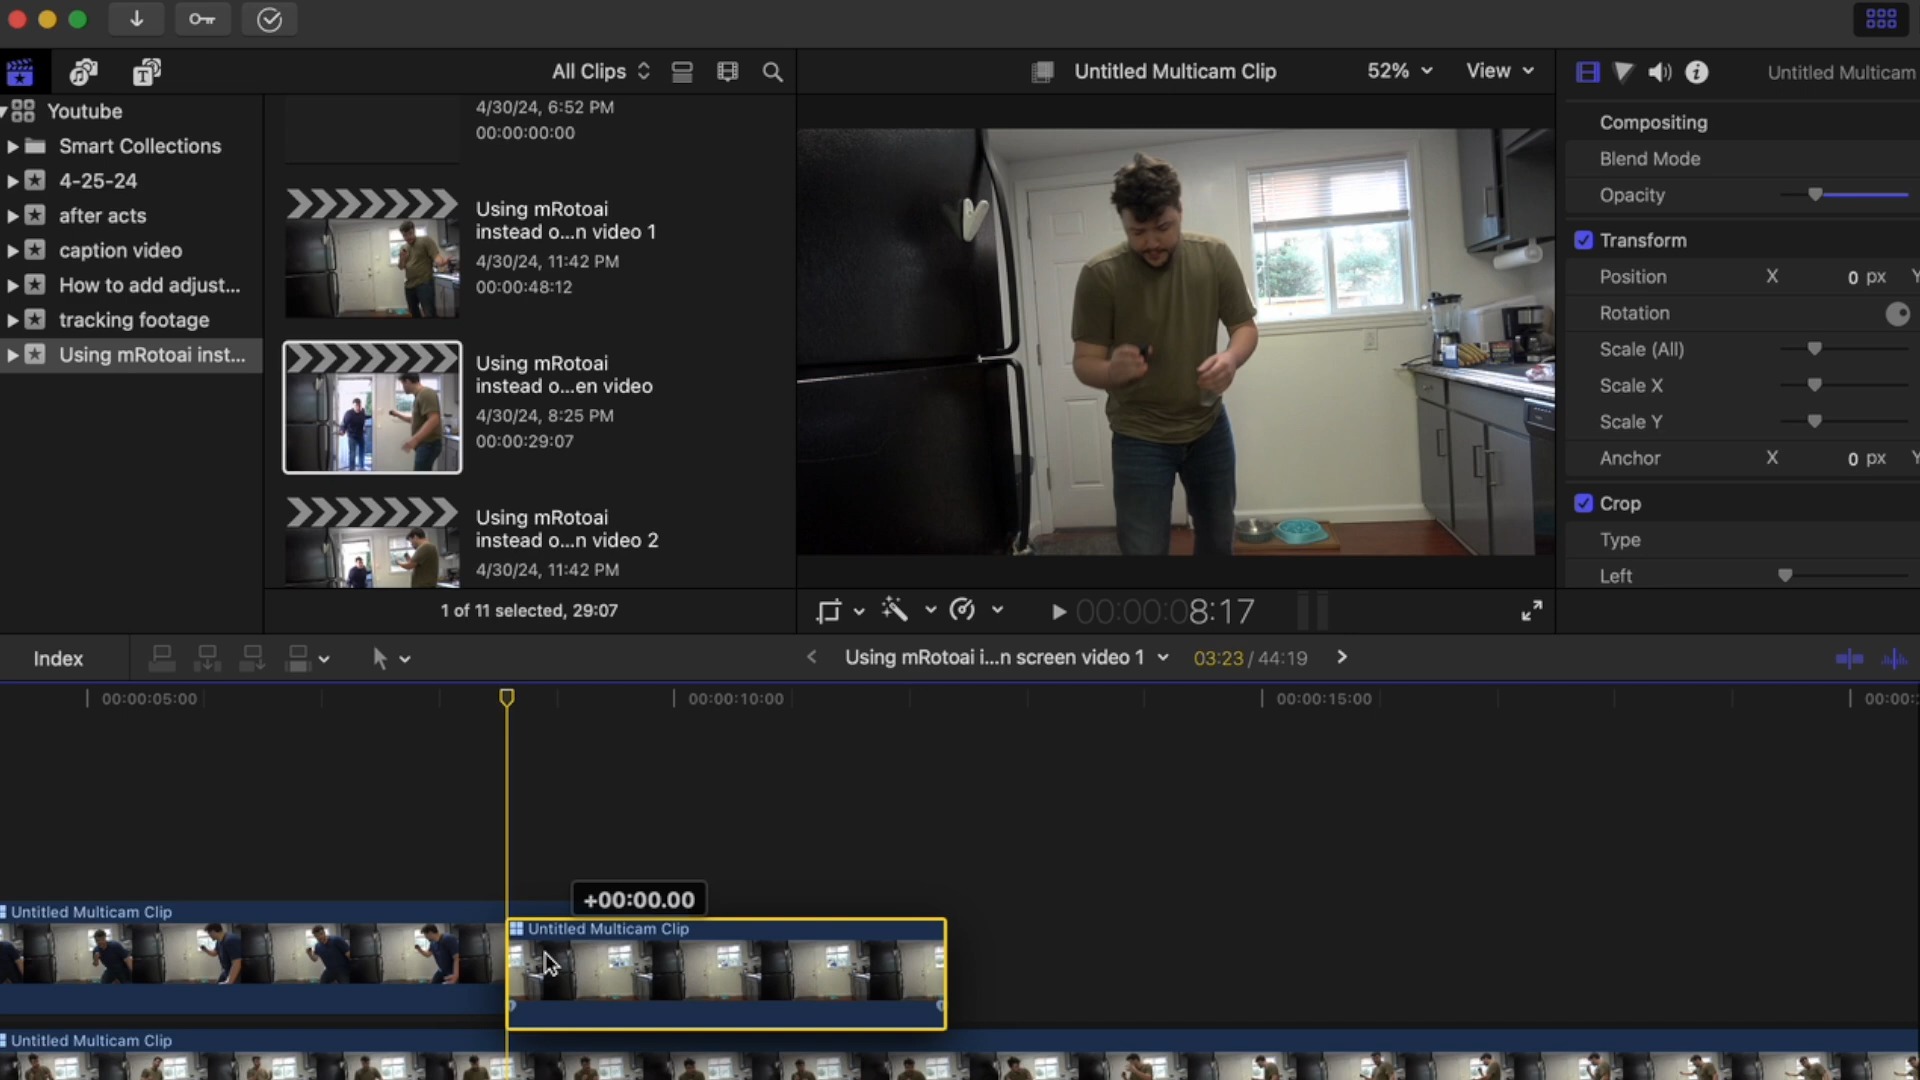 All Clips
Untitled Multicam Clip
52%
View
Untitled Multicam
Youtube
Smart Collections
4-25-24
after acts
caption video
How to add adjust...
tracking footage
Using mRotoai inst...
4/30/24, 6:52 PM
00:00:00:00
Using mRotoai
instead o...n video 1
4/30/24, 11:42 PM
00:00:48:12
Using mRotoai
instead o...en video
4/30/24, 8:25 PM
00:00:29:07
Using mRotoai
instead o...n video 2
4/30/24, 11:42 PM
1 of 11 selected, 29:07
00:00:08:17
Compositing
Blend Mode
Opacity
Transform
Position X 0 px Y
Rotation
Scale (All)
Scale X
Scale Y
Anchor X 0 px Y
Crop
Type
Left
Index
Using mRotoai i...n screen video 1
03:23 / 44:19
00:00:05:00
00:00:10:00
00:00:15:00
00:00:
+00:00.00
Untitled Multicam Clip
Untitled Multicam Clip
Untitled Multicam Clip